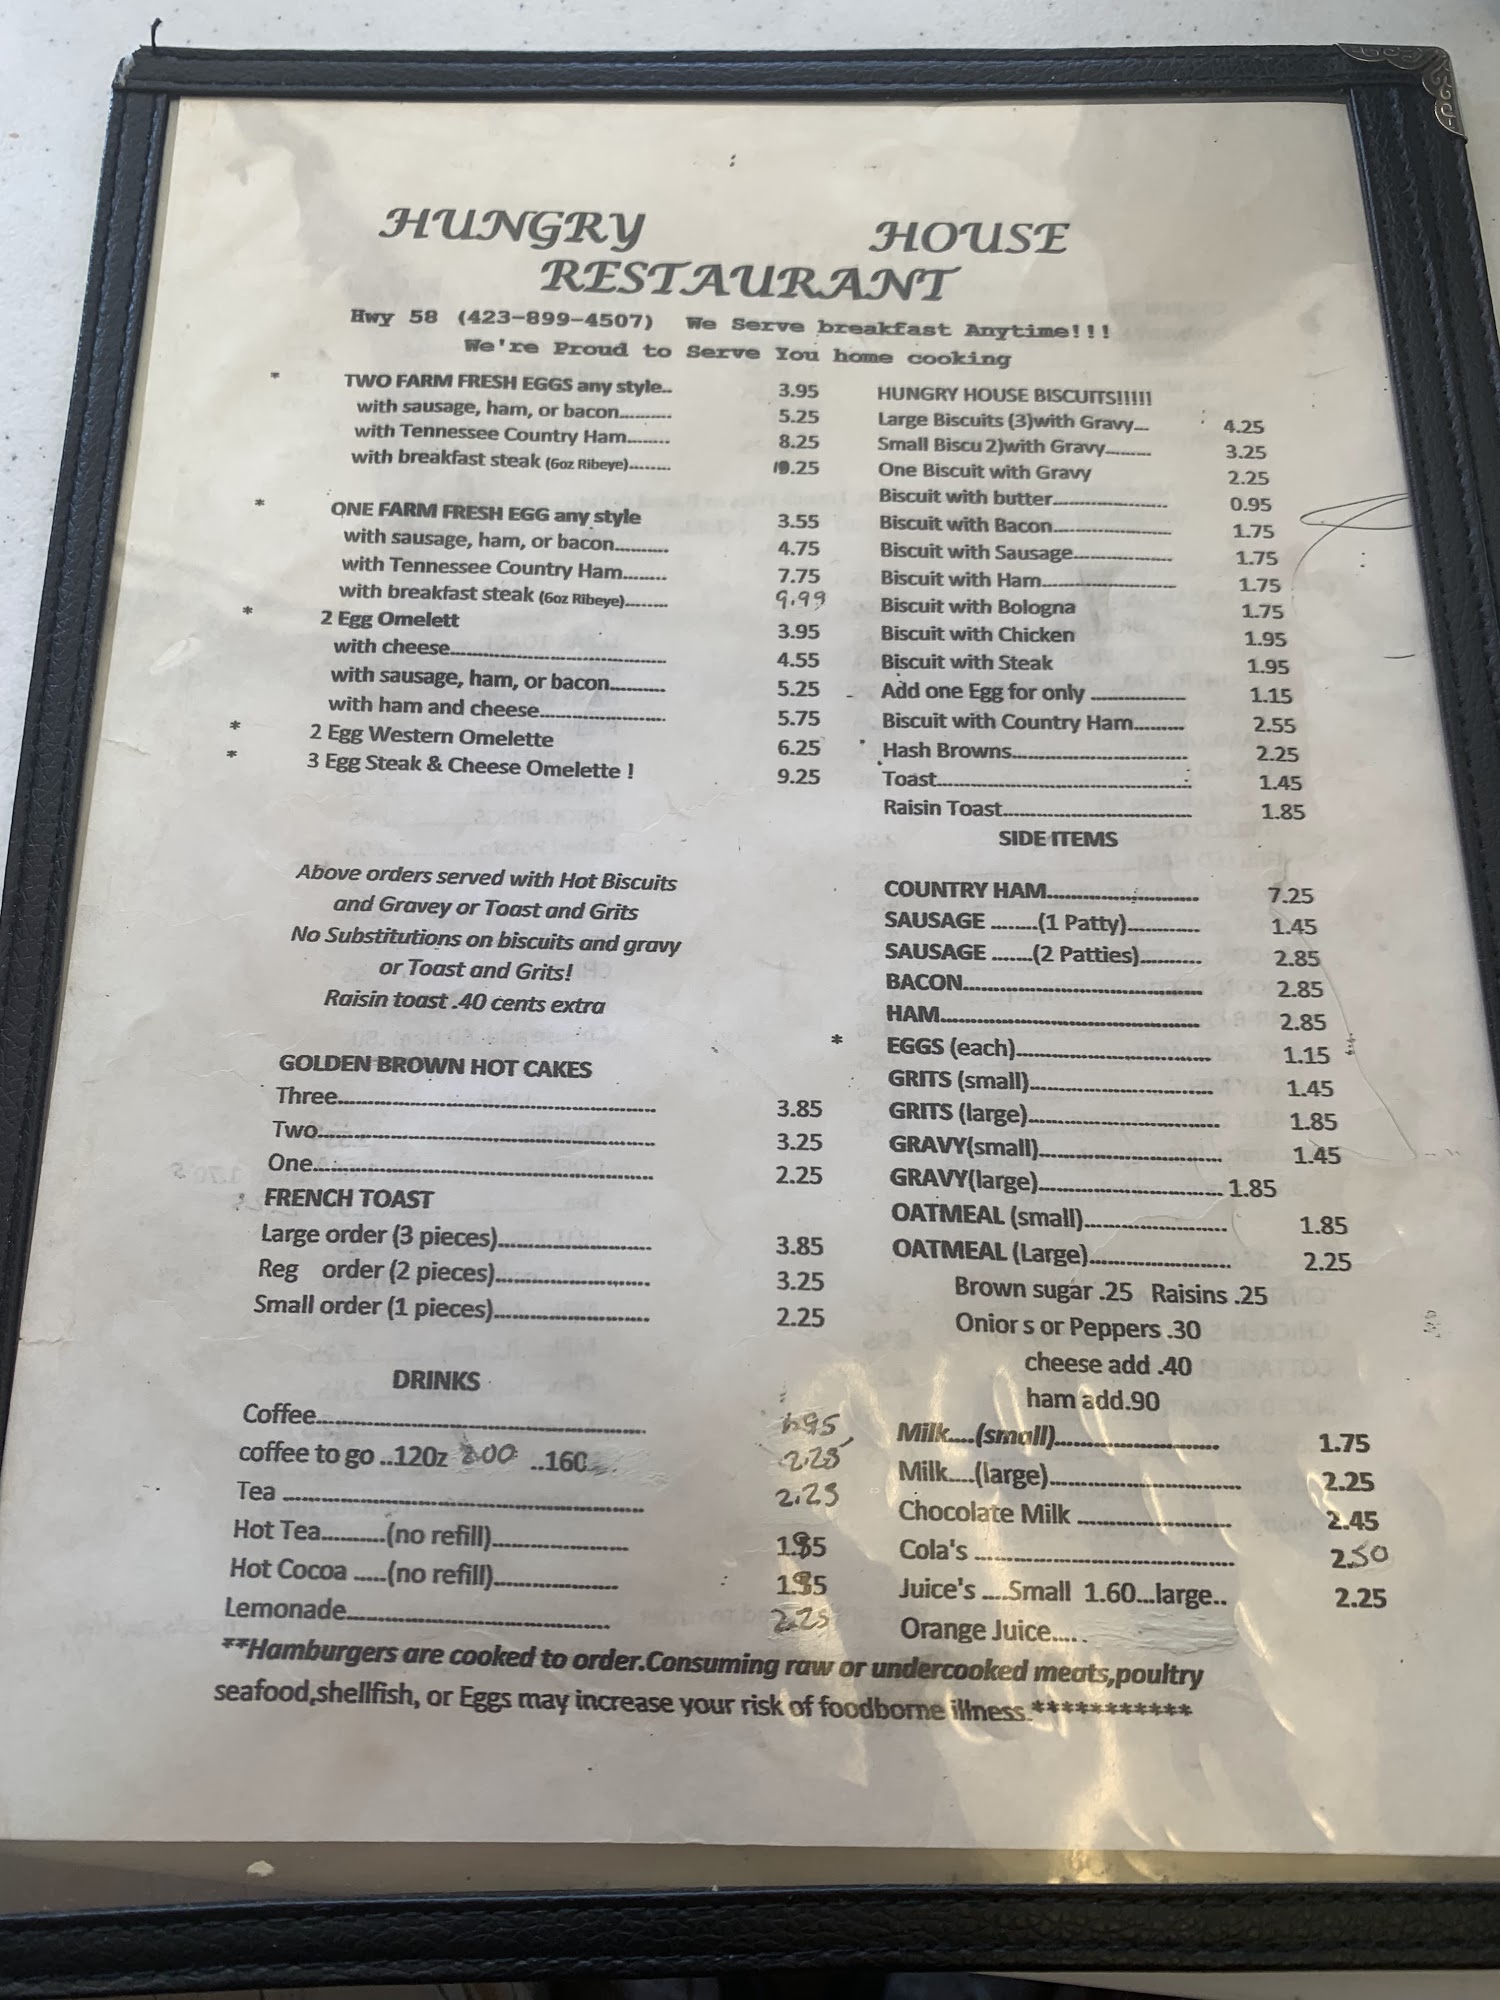 HUNGRY HOUSE
RESTAURANT
Hwy 58 (423-899-4507) We Serve breakfast Anytime!!!
We're Proud to Serve You home cooking
* TWO FARM FRESH EGGS any style.. 3.95
with sausage, ham, or bacon.......... 5.25
with Tennessee Country Ham........ 8.25
with breakfast steak (6oz Ribeye)........ 10.25
* ONE FARM FRESH EGG any style 3.55
with sausage, ham, or bacon.......... 4.75
with Tennessee Country Ham........ 7.75
with breakfast steak (6oz Ribeye)........ 9.99
* 2 Egg Omelett 3.95
with cheese........................................ 4.55
with sausage, ham, or bacon.......... 5.25
with ham and cheese....................... 5.75
* 2 Egg Western Omelette 6.25
* 3 Egg Steak & Cheese Omelette ! 9.25
Above orders served with Hot Biscuits
and Gravey or Toast and Grits
No Substitutions on biscuits and gravy
or Toast and Grits!
Raisin toast .40 cents extra
GOLDEN BROWN HOT CAKES
Three........................................................ 3.85
Two........................................................... 3.25
One........................................................... 2.25
FRENCH TOAST
Large order (3 pieces)........................... 3.85
Reg order (2 pieces)........................... 3.25
Small order (1 pieces)........................... 2.25
DRINKS
Coffee.........................................................
coffee to go ..12oz 2.00 ..16o 2.25
Tea ............................................................ 2.25
Hot Tea..........(no refill)........................
Hot Cocoa .....(no refill).....................
Lemonade............................................. 2.25
HUNGRY HOUSE BISCUITS!!!!!
Large Biscuits (3)with Gravy... 4.25
Small Biscu 2)with Gravy......... 3.25
One Biscuit with Gravy 2.25
Biscuit with butter...................... 0.95
Biscuit with Bacon...................... 1.75
Biscuit with Sausage................... 1.75
Biscuit with Ham......................... 1.75
Biscuit with Bologna 1.75
Biscuit with Chicken 1.95
Biscuit with Steak 1.95
Add one Egg for only .................. 1.15
Biscuit with Country Ham......... 2.55
Hash Browns................................. 2.25
Toast............................................... 1.45
Raisin Toast................................... 1.85
SIDE ITEMS
COUNTRY HAM............................ 7.25
SAUSAGE ........(1 Patty)............. 1.45
SAUSAGE .......(2 Patties)........... 2.85
BACON........................................... 2.85
HAM............................................... 2.85
* EGGS (each).................................. 1.15
GRITS (small)................................. 1.45
GRITS (large)................................. 1.85
GRAVY(small)................................ 1.45
GRAVY(large)................................ 1.85
OATMEAL (small)......................... 1.85
OATMEAL (Large)......................... 2.25
Brown sugar .25 Raisins .25
Onior s or Peppers .30
cheese add .40
ham add.90
Milk....(small)............................. 1.75
Milk....(large)................................. 2.25
Chocolate Milk ........................... 2.45
Cola's ............................................. 2.50
Juice's ....Small 1.60...large.. 2.25
Orange Juice.....
**Hamburgers are cooked to order.Consuming raw or undercooked meats,poultry
seafood,shellfish, or Eggs may increase your risk of foodborne illness.***********